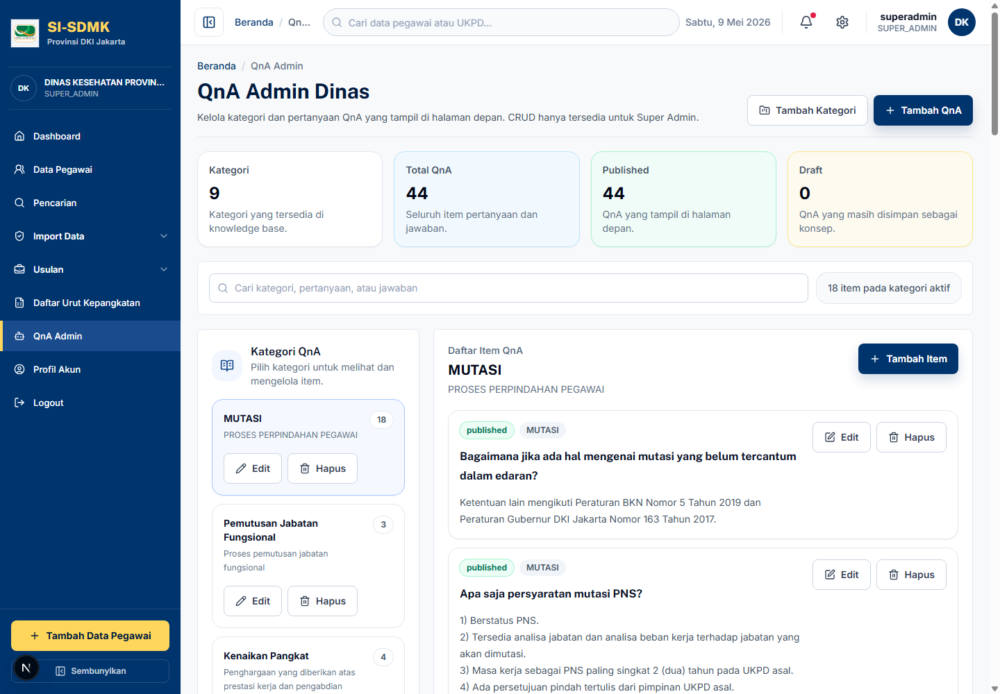 SI-SDMK
Provinsi DKI Jakarta
DK
DINAS KESEHATAN PROVIN...
SUPER_ADMIN
Dashboard
Data Pegawai
Pencarian
Import Data
Usulan
Daftar Urut Kepangkatan
QnA Admin
Profil Akun
Logout
+ Tambah Data Pegawai
N
Sembunyikan
Beranda / Qn...
Cari data pegawai atau UKPD...
Sabtu, 9 Mei 2026
superadmin
SUPER_ADMIN
DK
Beranda / QnA Admin
QnA Admin Dinas
Kelola kategori dan pertanyaan QnA yang tampil di halaman depan. CRUD hanya tersedia untuk Super Admin.
Tambah Kategori
+ Tambah QnA
Kategori
9
Kategori yang tersedia di
knowledge base.
Total QnA
44
Seluruh item pertanyaan dan
jawaban.
Published
44
QnA yang tampil di halaman
depan.
Draft
0
QnA yang masih disimpan sebagai
konsep.
Cari kategori, pertanyaan, atau jawaban
18 item pada kategori aktif
Kategori QnA
Pilih kategori untuk melihat dan
mengelola item.
MUTASI
18
PROSES PERPINDAHAN PEGAWAI
Edit
Hapus
Pemutusan Jabatan
Fungsional
3
Proses pemutusan jabatan
fungsional
Edit
Hapus
Kenaikan Pangkat
4
Penghargaan yang diberikan atas
prestasi kerja dan pengabdian
Daftar Item QnA
MUTASI
PROSES PERPINDAHAN PEGAWAI
+ Tambah Item
published
MUTASI
Edit
Hapus
Bagaimana jika ada hal mengenai mutasi yang belum tercantum
dalam edaran?
Ketentuan lain mengikuti Peraturan BKN Nomor 5 Tahun 2019 dan
Peraturan Gubernur DKI Jakarta Nomor 163 Tahun 2017.
published
MUTASI
Edit
Hapus
Apa saja persyaratan mutasi PNS?
1) Berstatus PNS.
2) Tersedia analisa jabatan dan analisa beban kerja terhadap jabatan yang
akan dimutasi.
3) Masa kerja sebagai PNS paling singkat 2 (dua) tahun pada UKPD asal.
4) Ada persetujuan pindah tertulis dari pimpinan UKPD asal.